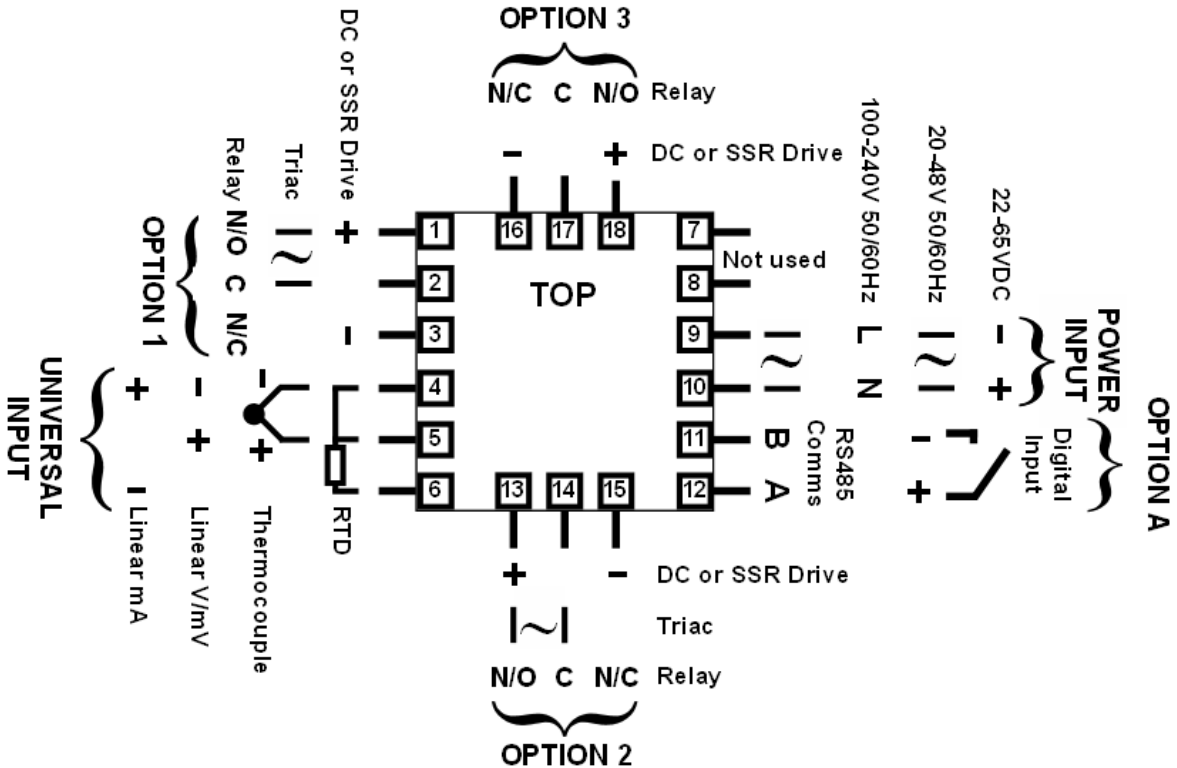 OPTION 3
N/C C N/O Relay
- + DC or SSR Drive
16 17 18
TOP
1
2
3
4
5
6
7
8
9
10
11
12
13 14 15
Not used
DC or SSR Drive
+ -
Triac
~
Relay N/O C N/C
OPTION 1
UNIVERSAL
INPUT
+ - Linear mA
- + Linear V/mV
- + Thermocouple
RTD
~
100-240V 50/60Hz L N
20-48V 50/60Hz ~
22-65VDC - +
POWER
INPUT
B A
RS485
Comms
- +
Digital
Input
OPTION A
+ - DC or SSR Drive
~ Triac
N/O C N/C Relay
OPTION 2